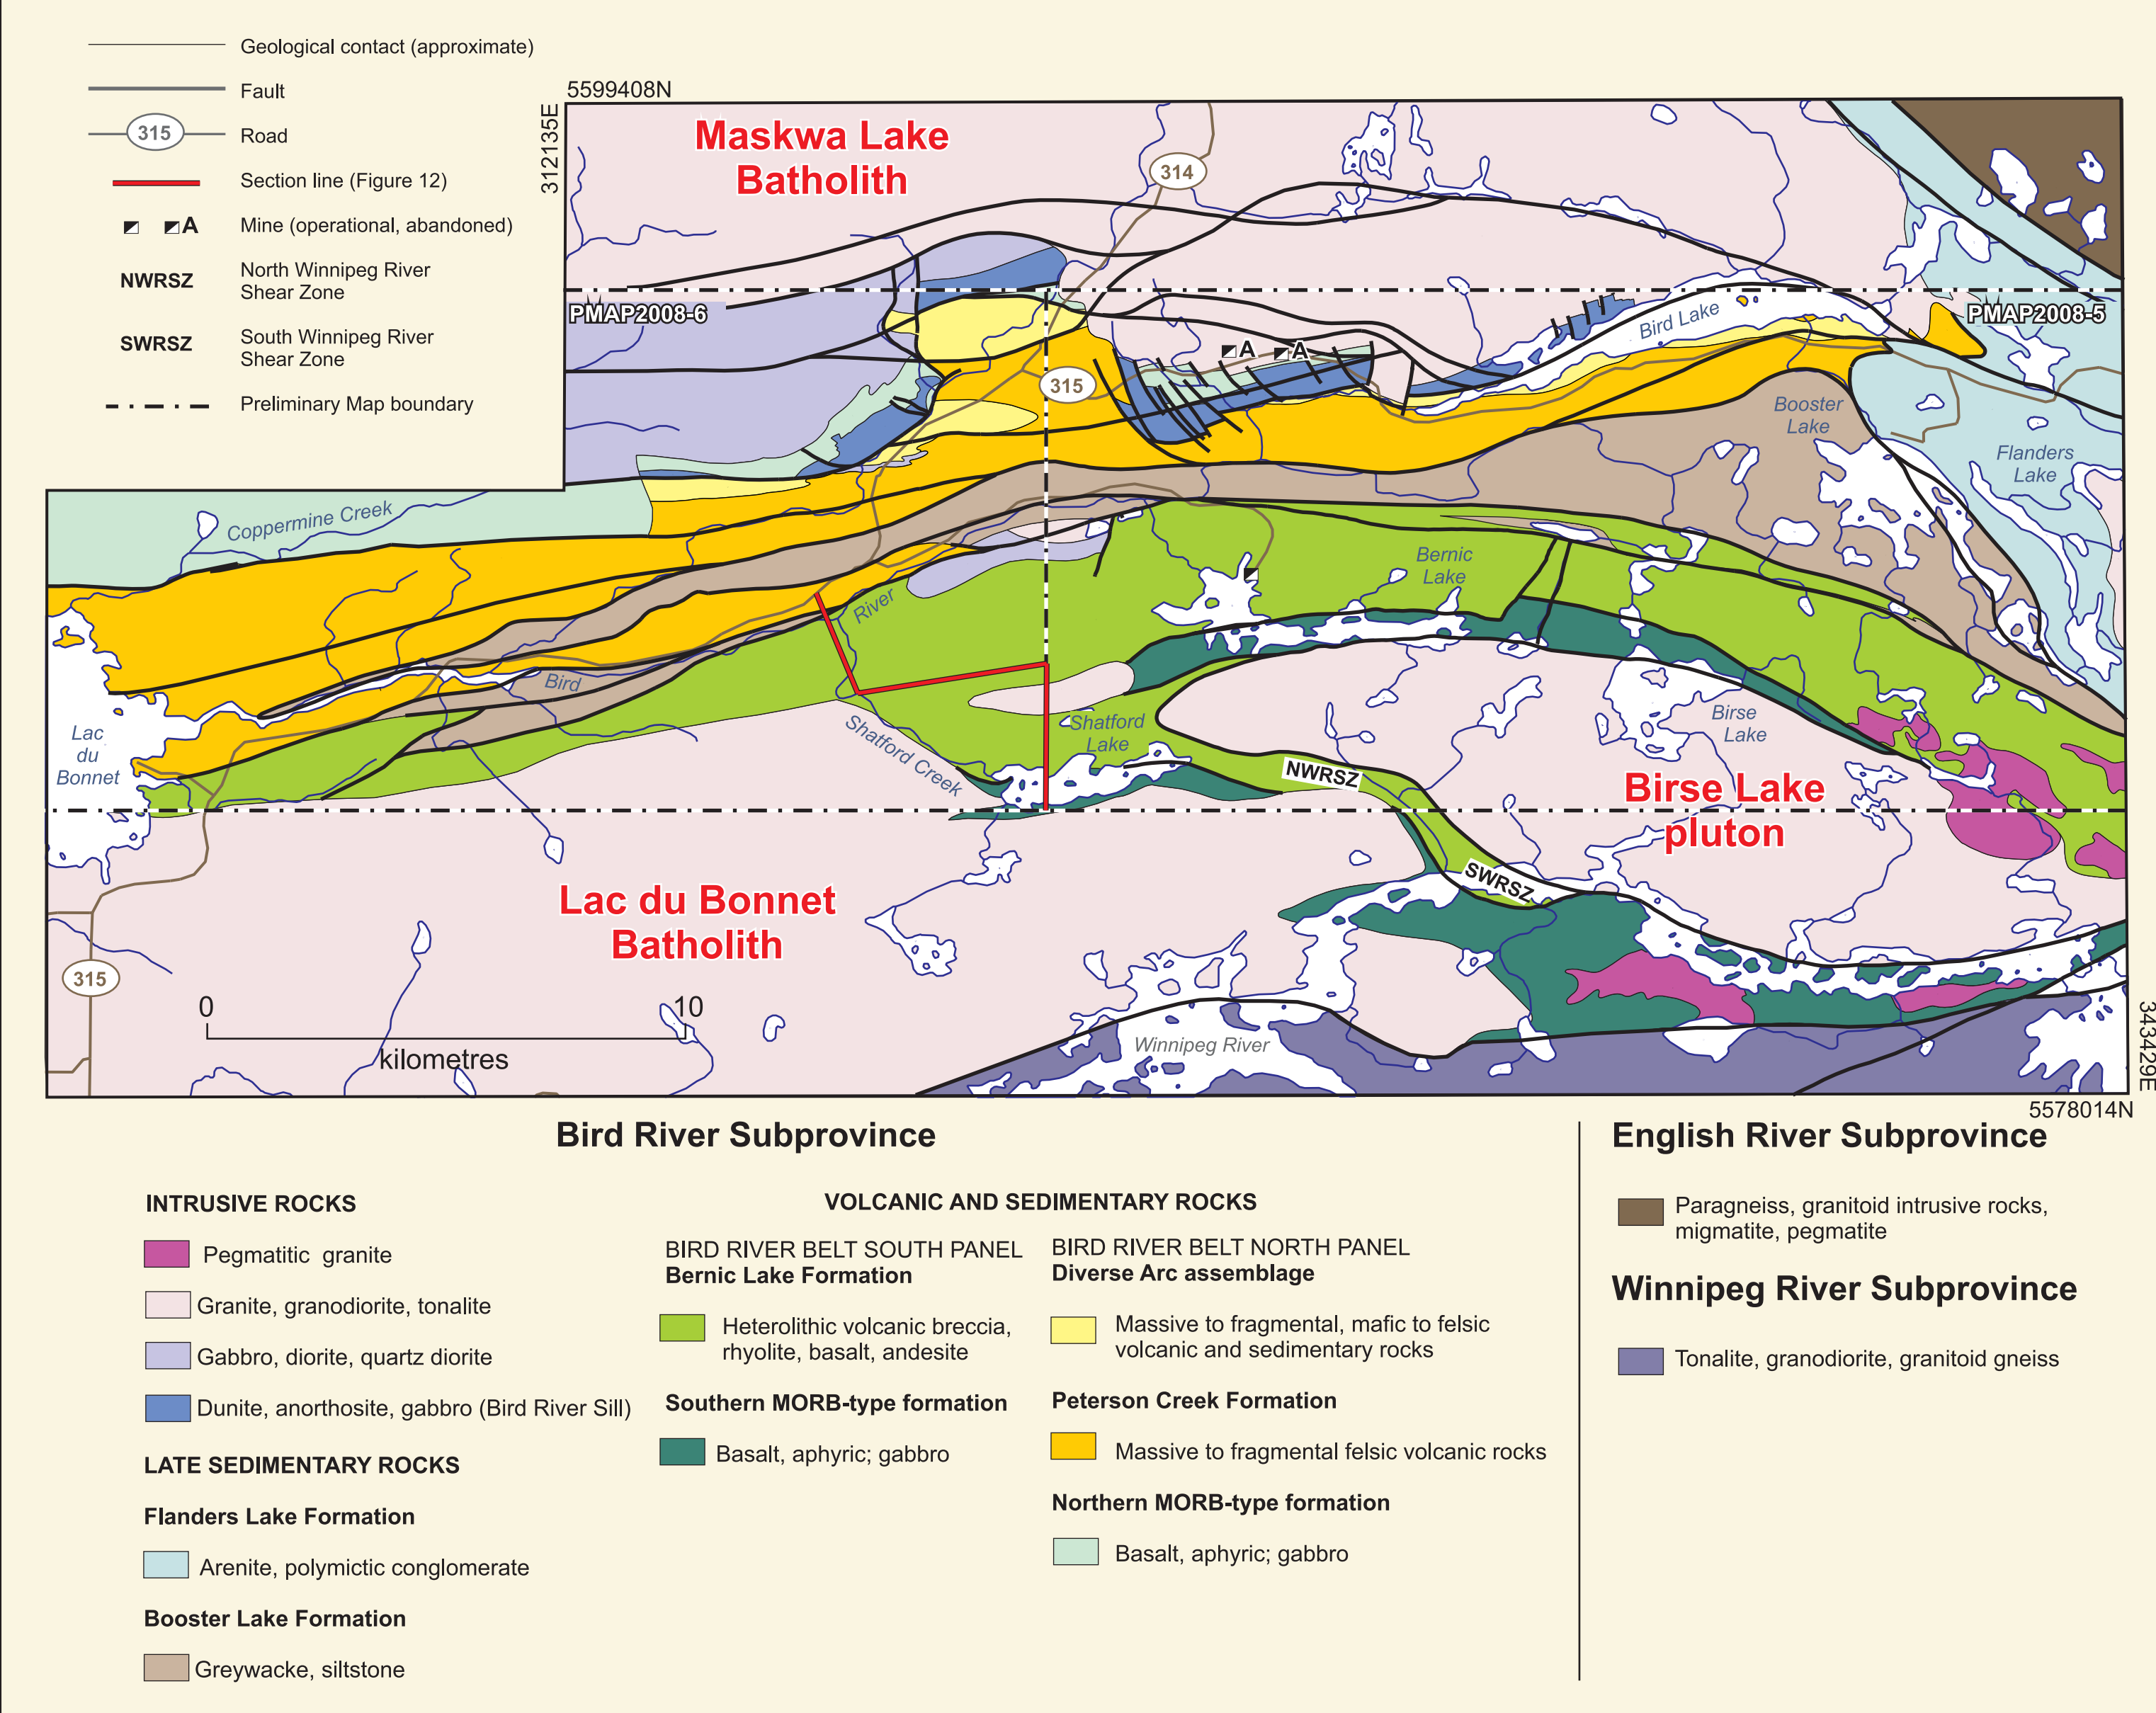 Geological contact (approximate)
Fault
315
Road
Section line (Figure 12)
A
Mine (operational, abandoned)
NWRSZ
North Winnipeg River
Shear Zone
SWRSZ
South Winnipeg River
Shear Zone
Preliminary Map boundary
5599408N
312135E
Maskwa Lake
Batholith
314
PMAP2008-6
PMAP2008-5
Bird Lake
A
A
315
Booster
Lake
Flanders
Lake
Coppermine Creek
Bernic
Lake
River
Bird
Lac
du
Bonnet
Shatford Creek
Shatford
Lake
Birse
Lake
NWRSZ
Birse Lake
pluton
SWRSZ
Lac du Bonnet
Batholith
315
0
10
kilometres
Winnipeg River
343429E
5578014N
Bird River Subprovince
INTRUSIVE ROCKS
Pegmatitic granite
Granite, granodiorite, tonalite
Gabbro, diorite, quartz diorite
Dunite, anorthosite, gabbro (Bird River Sill)
LATE SEDIMENTARY ROCKS
Flanders Lake Formation
Arenite, polymictic conglomerate
Booster Lake Formation
Greywacke, siltstone
VOLCANIC AND SEDIMENTARY ROCKS
BIRD RIVER BELT SOUTH PANEL
Bernic Lake Formation
Heterolithic volcanic breccia,
rhyolite, basalt, andesite
Southern MORB-type formation
Basalt, aphyric; gabbro
BIRD RIVER BELT NORTH PANEL
Diverse Arc assemblage
Massive to fragmental, mafic to felsic
volcanic and sedimentary rocks
Peterson Creek Formation
Massive to fragmental felsic volcanic rocks
Northern MORB-type formation
Basalt, aphyric; gabbro
English River Subprovince
Paragneiss, granitoid intrusive rocks,
migmatite, pegmatite
Winnipeg River Subprovince
Tonalite, granodiorite, granitoid gneiss